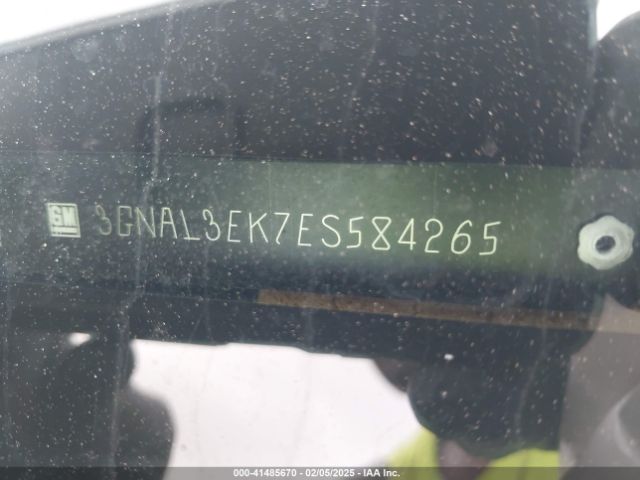 GM 3GNAL3EK7ES584265
000-41485670 - 02/05/2025 - IAA Inc.